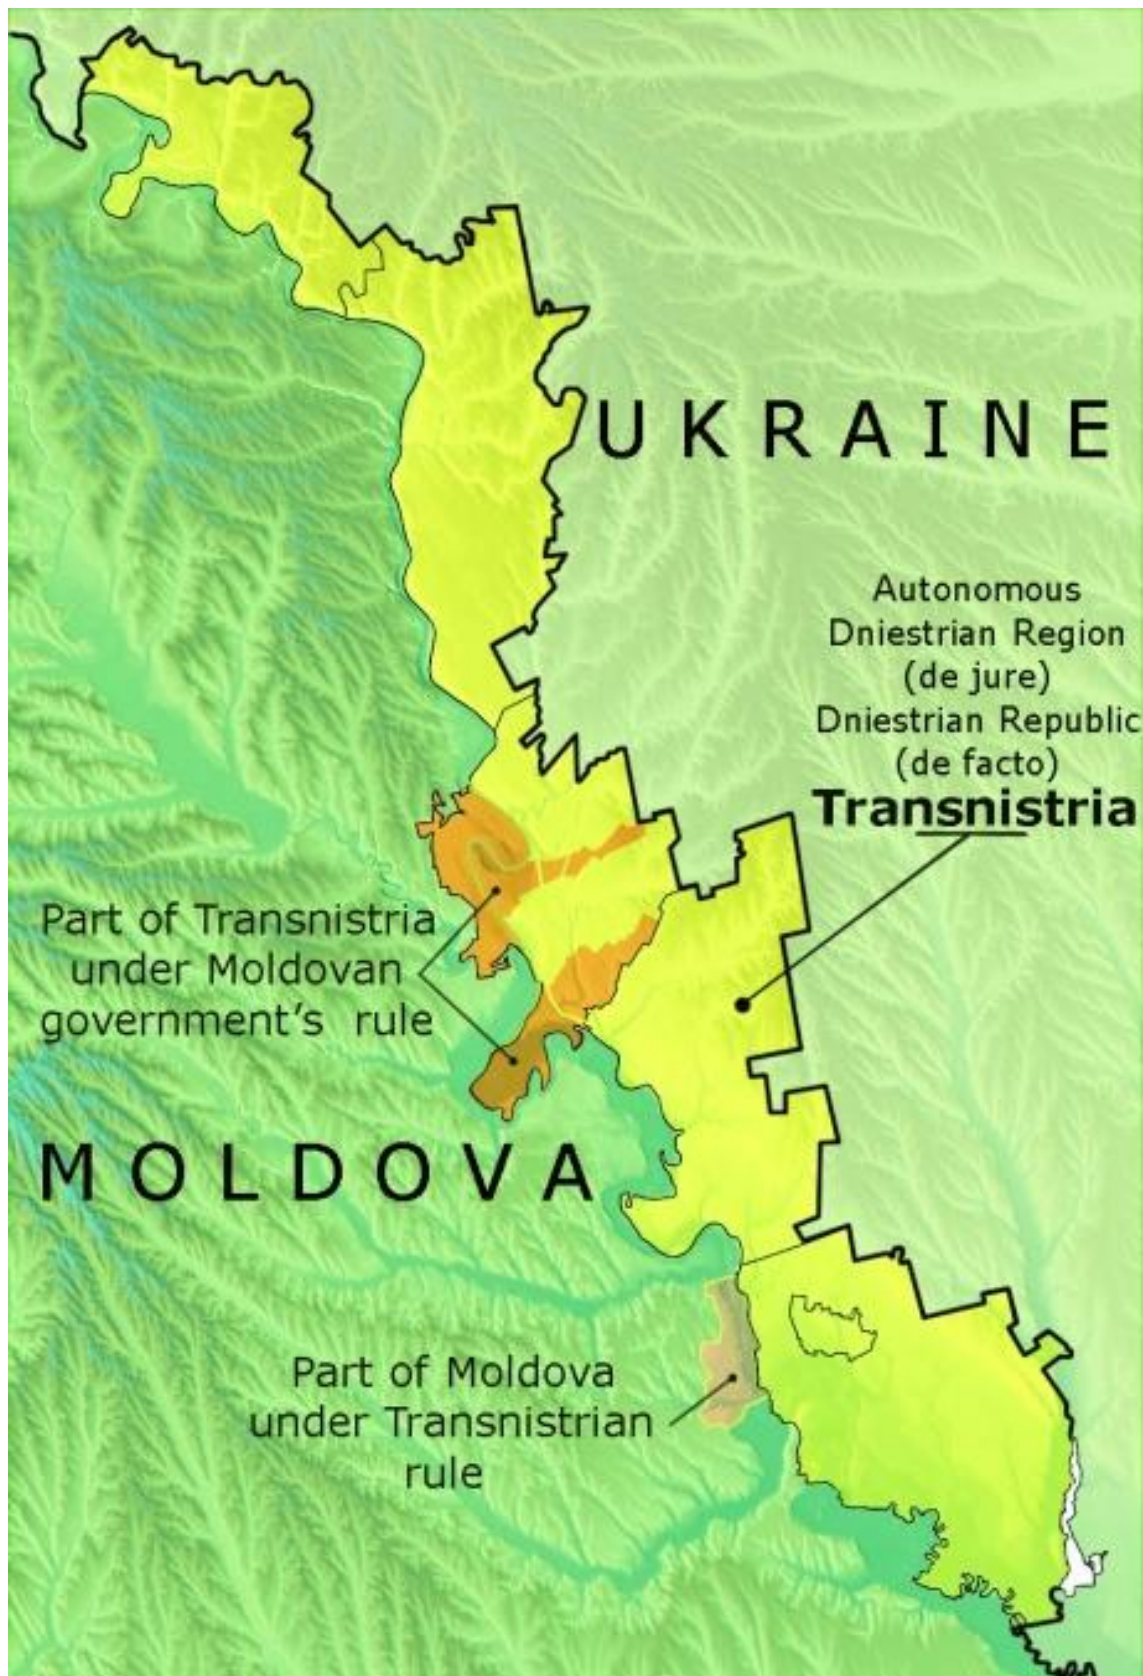 UKRAINE
Autonomous
Dniestrian Region
(de jure)
Dniestrian Republic
(de facto)
Transnistria
Part of Transnistria
under Moldovan
government's rule
MOLDOVA
Part of Moldova
under Transnistrian
rule